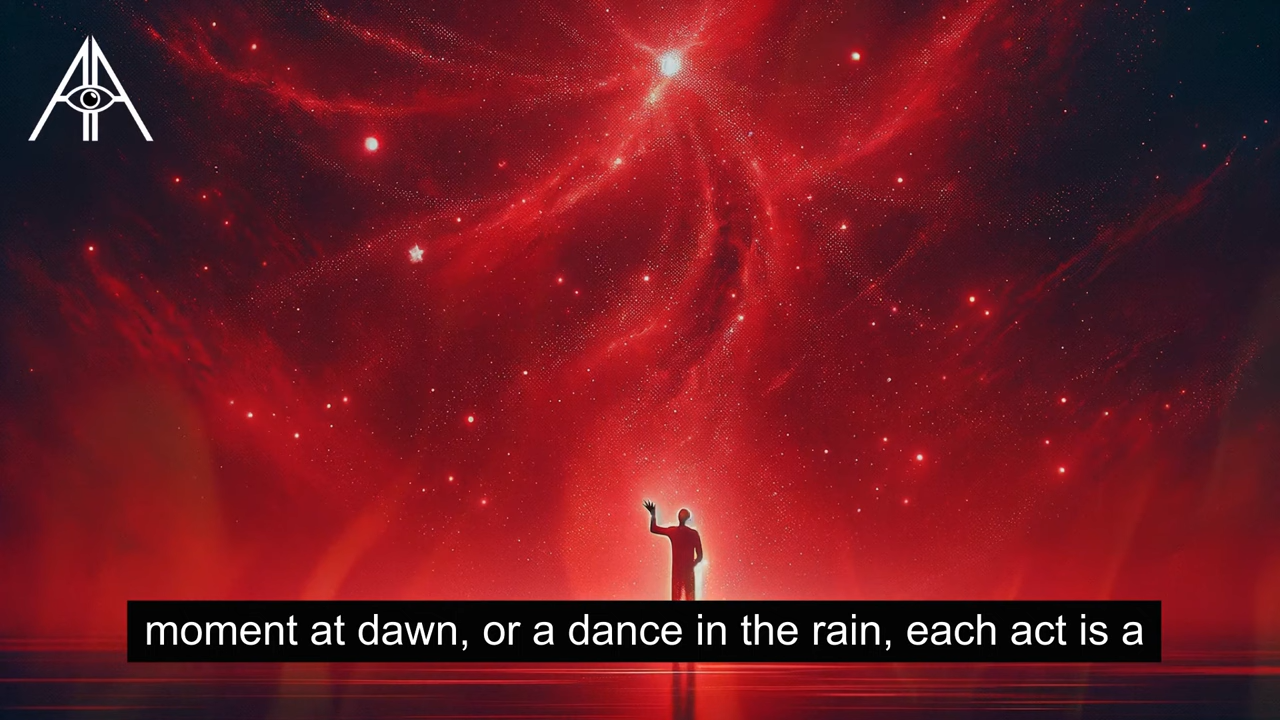 moment at dawn, or a dance in the rain, each act is a